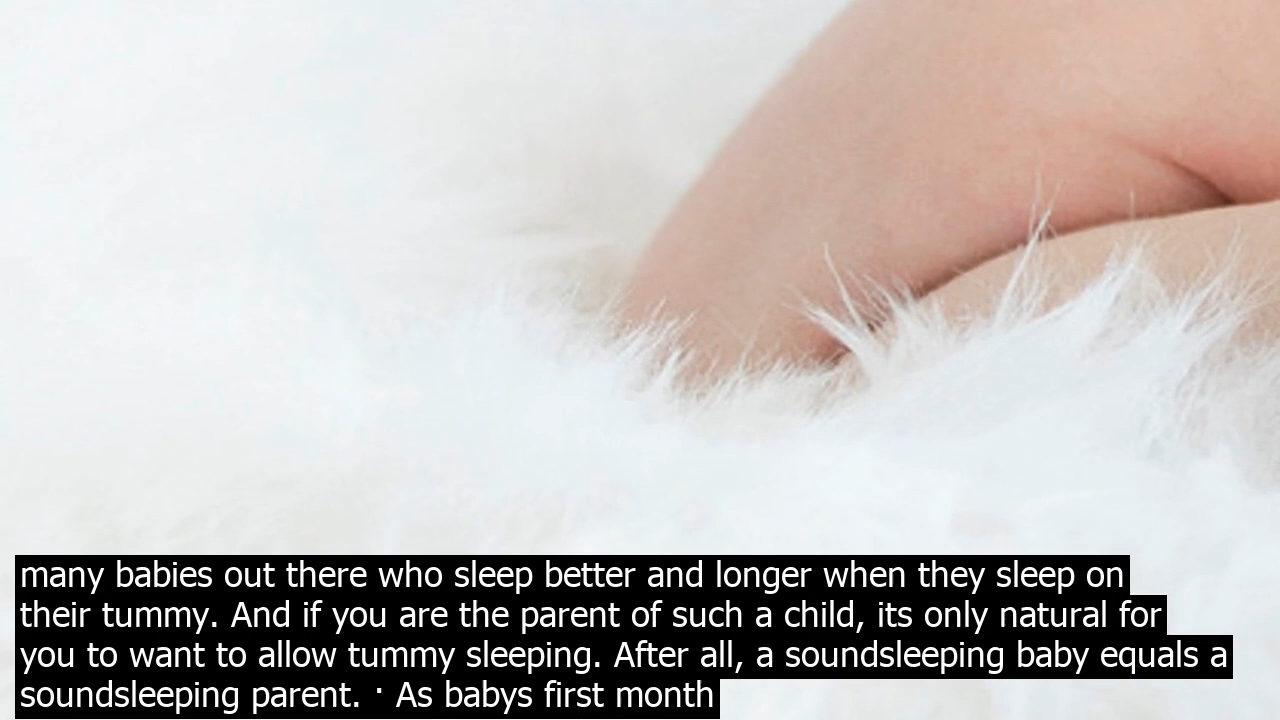 many babies out there who sleep better and longer when they sleep on
their tummy. And if you are the parent of such a child, its only natural for
you to want to allow tummy sleeping. After all, a soundsleeping baby equals a
soundsleeping parent. · As babys first month